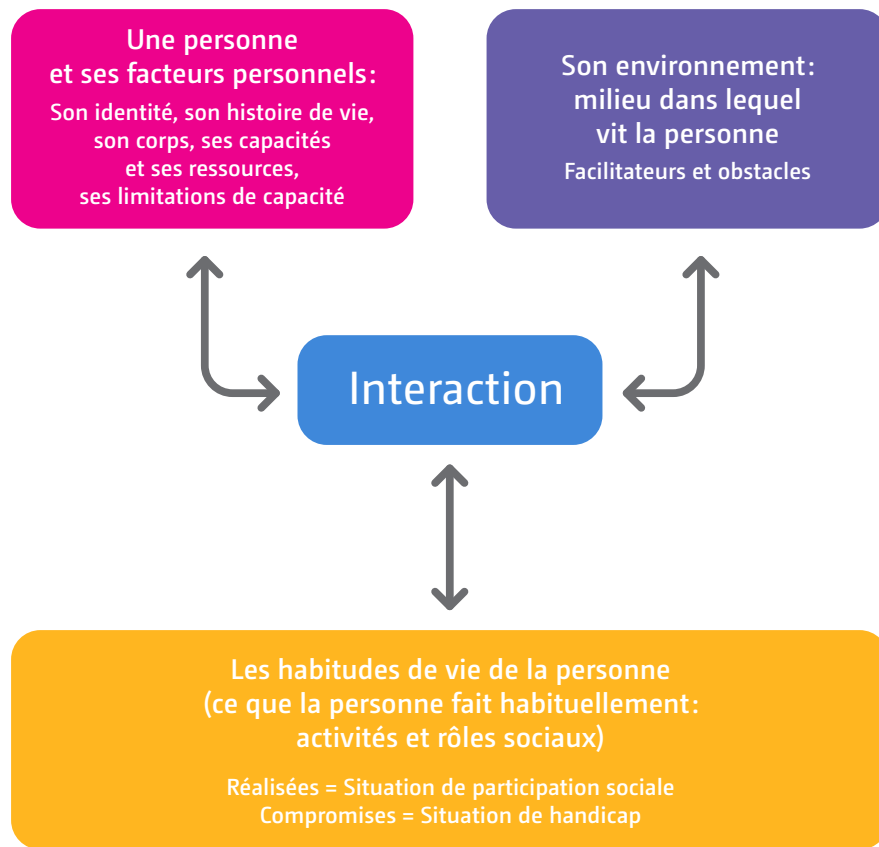 Une personne
et ses facteurs personnels:
Son identité, son histoire de vie,
son corps, ses capacités
et ses ressources,
ses limitations de capacité
Son environnement:
milieu dans lequel
vit la personne
Facilitateurs et obstacles
Interaction
Les habitudes de vie de la personne
(ce que la personne fait habituellement:
activités et rôles sociaux)
Réalisées = Situation de participation sociale
Compromises = Situation de handicap